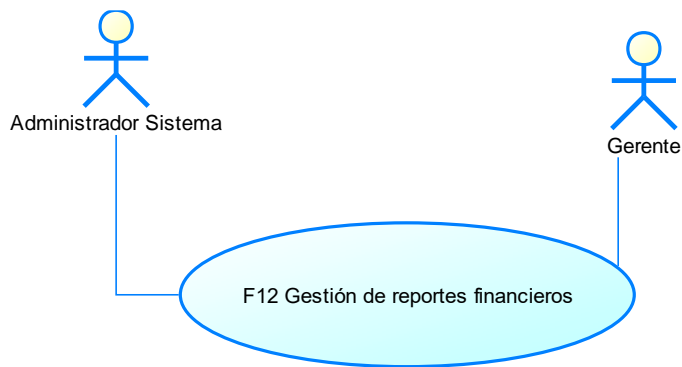 Administrador Sistema
Gerente
F12 Gestión de reportes financieros